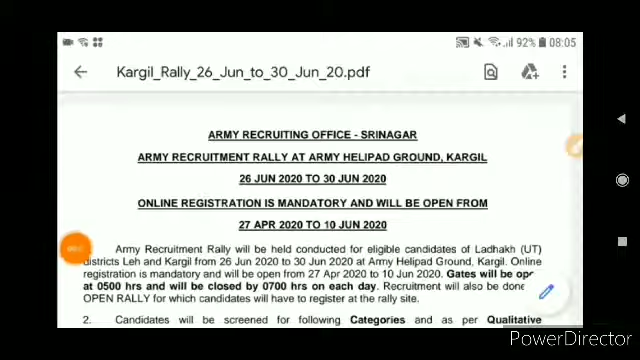 92% 08:05
Kargil_Rally_26_Jun_to_30_Jun_20.pdf
ARMY RECRUITING OFFICE - SRINAGAR
ARMY RECRUITMENT RALLY AT ARMY HELIPAD GROUND, KARGIL
26 JUN 2020 TO 30 JUN 2020
ONLINE REGISTRATION IS MANDATORY AND WILL BE OPEN FROM
27 APR 2020 TO 10 JUN 2020
Army Recruitment Rally will be held conducted for eligible candidates of Ladhakh (UT)
districts Leh and Kargil from 26 Jun 2020 to 30 Jun 2020 at Army Helipad Ground, Kargil. Online
registration is mandatory and will be open from 27 Apr 2020 to 10 Jun 2020. Gates will be
at 0500 hrs and will be closed by 0700 hrs on each day. Recruitment will also be done
OPEN RALLY for which candidates will have to register at the rally site.
2. Candidates will be screened for following Categories and as per Qualitative
PowerDirector